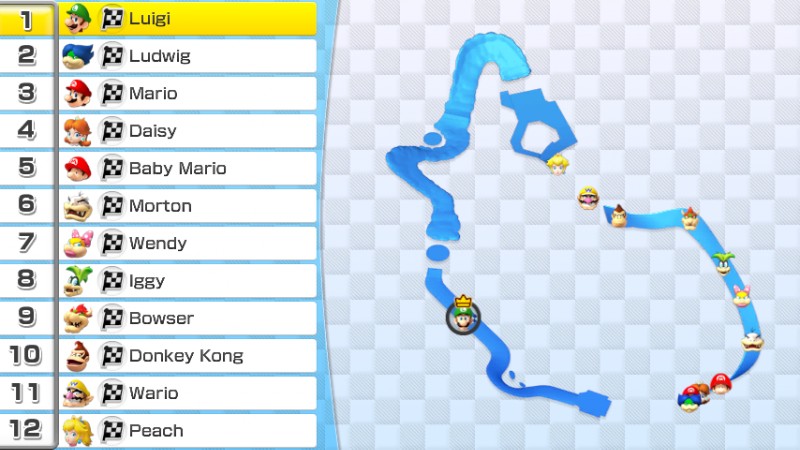 1 Luigi
2 Ludwig
3 Mario
4 Daisy
5 Baby Mario
6 Morton
7 Wendy
8 Iggy
9 Bowser
10 Donkey Kong
11 Wario
12 Peach